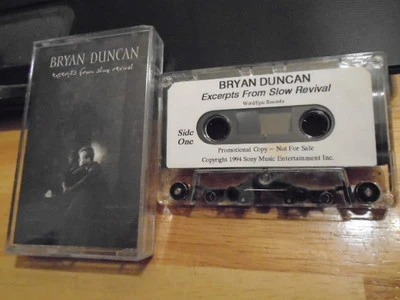 BRYAN DUNCAN
excerpts from slow revival
BRYAN DUNCAN
Excerpts From Slow Revival
Word/Epic Records
Side
One
Promotional Copy -- Not For Sale
Copyright 1994 Sony Music Entertainment Inc.